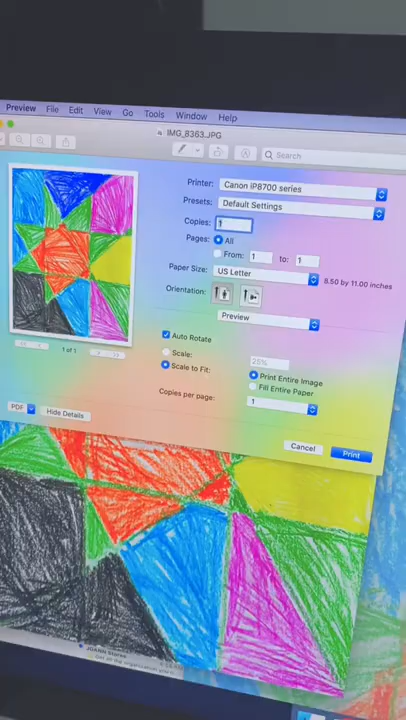 Preview File Edit View Go Tools Window Help
IMG_8363.JPG
Search
Printer: Canon iP8700 series
Presets: Default Settings
Copies: 1
Pages: All
From: 1 to: 1
Paper Size: US Letter 8.50 by 11.00 inches
Orientation:
Preview
Auto Rotate
Scale: 25%
Scale to Fit: Print Entire Image
Fill Entire Paper
Copies per page: 1
1 of 1
PDF Hide Details Cancel Print
JOANN Stores